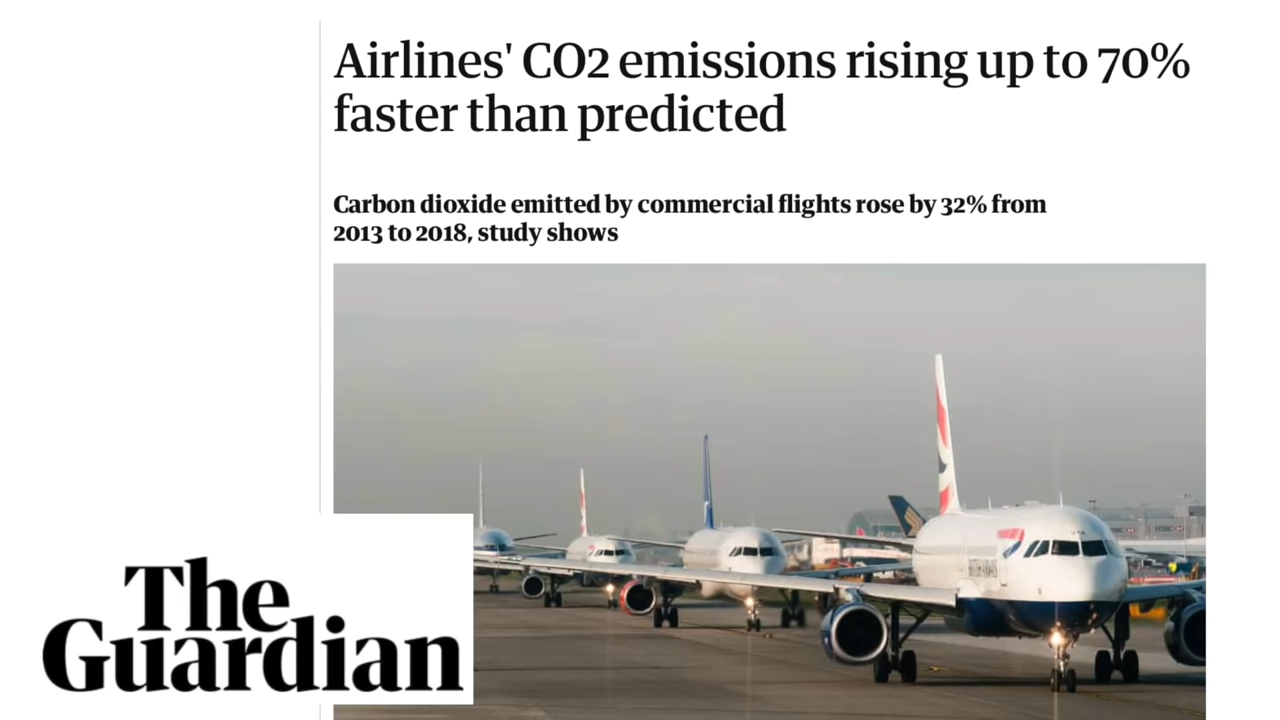 Airlines' CO2 emissions rising up to 70%
faster than predicted
Carbon dioxide emitted by commercial flights rose by 32% from
2013 to 2018, study shows
The
Guardian